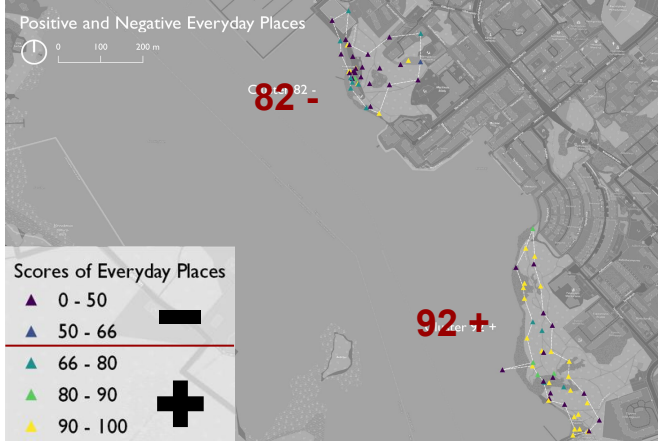 Positive and Negative Everyday Places
0 100 200 m
82 -
92 +
Scores of Everyday Places
0 - 50
50 - 66
66 - 80
80 - 90
90 - 100